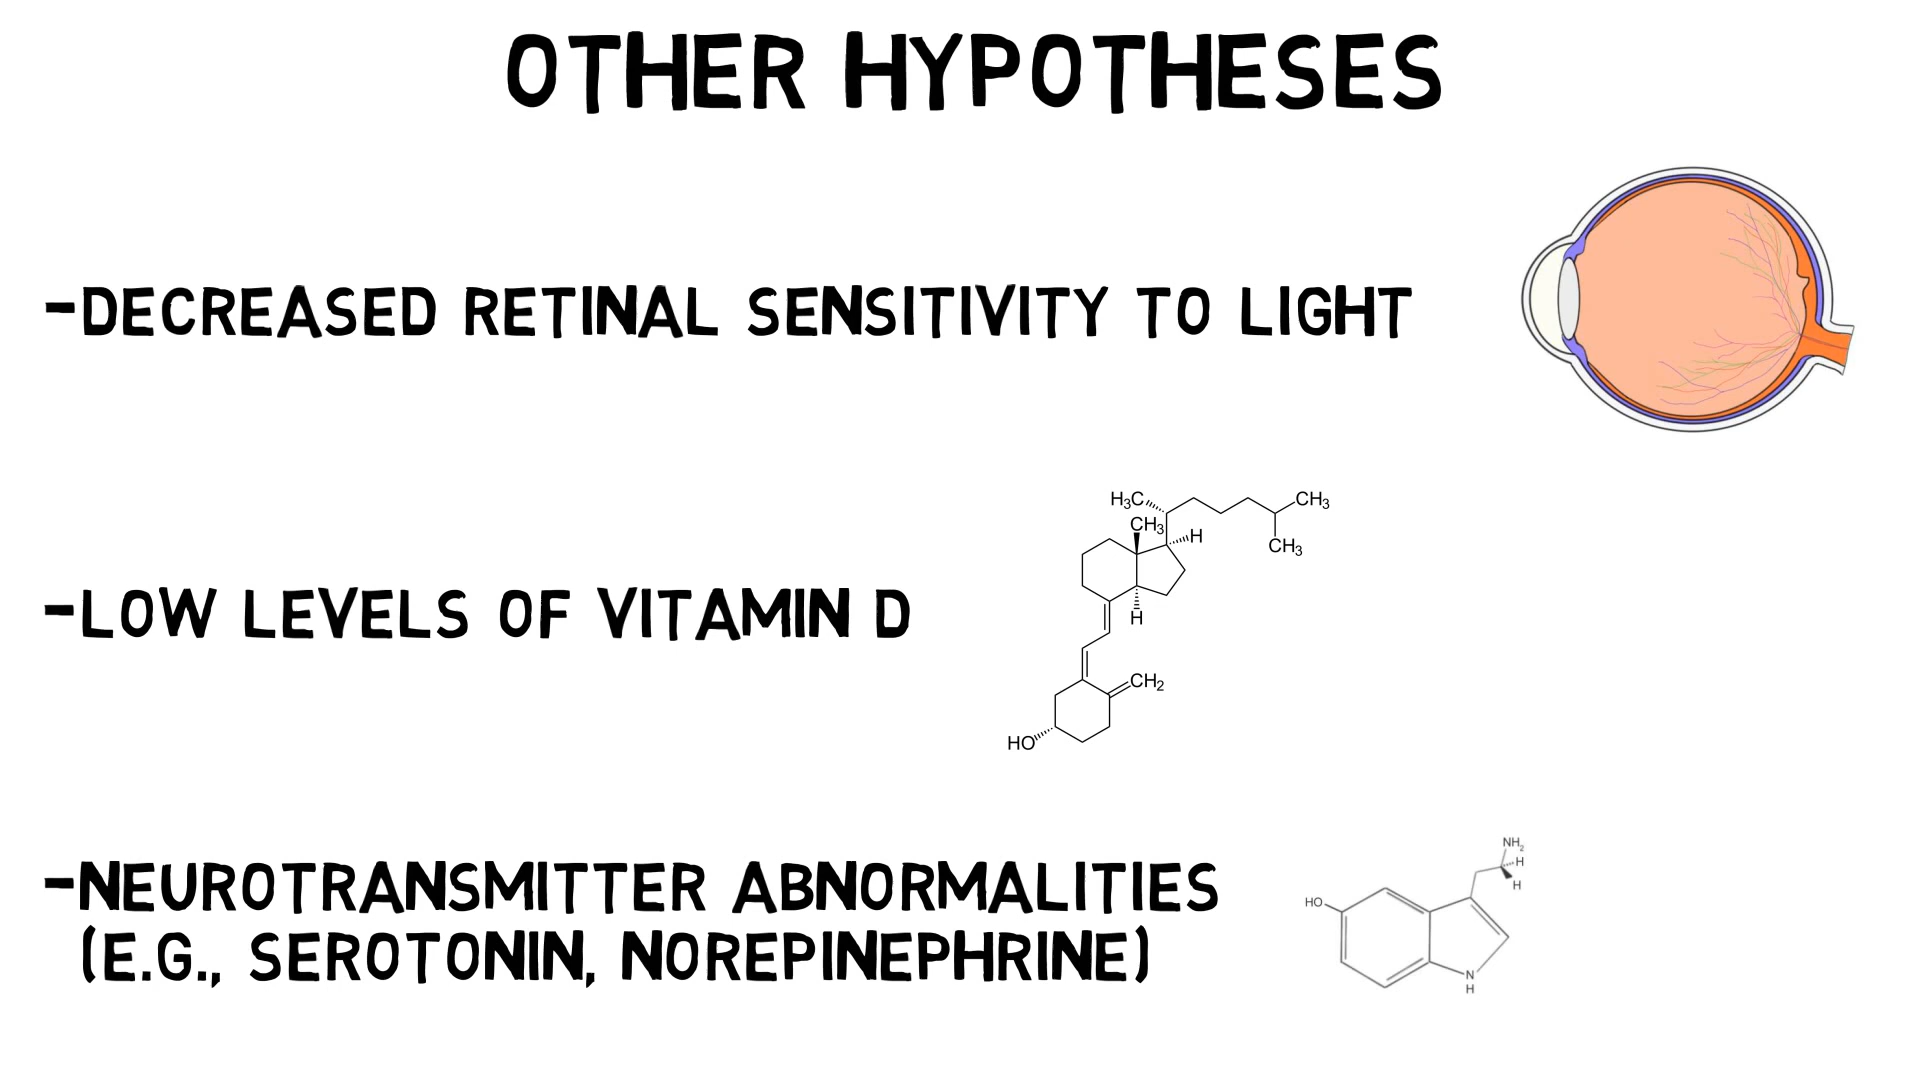 OTHER HYPOTHESES
-DECREASED RETINAL SENSITIVITY TO LIGHT
H₃C
CH₃
CH₃
H
CH₃
-LOW LEVELS OF VITAMIN D
H
CH₂
HO
NH₂
H
-NEUROTRANSMITTER ABNORMALITIES
H
HO
(E.G., SEROTONIN, NOREPINEPHRINE)
N
H